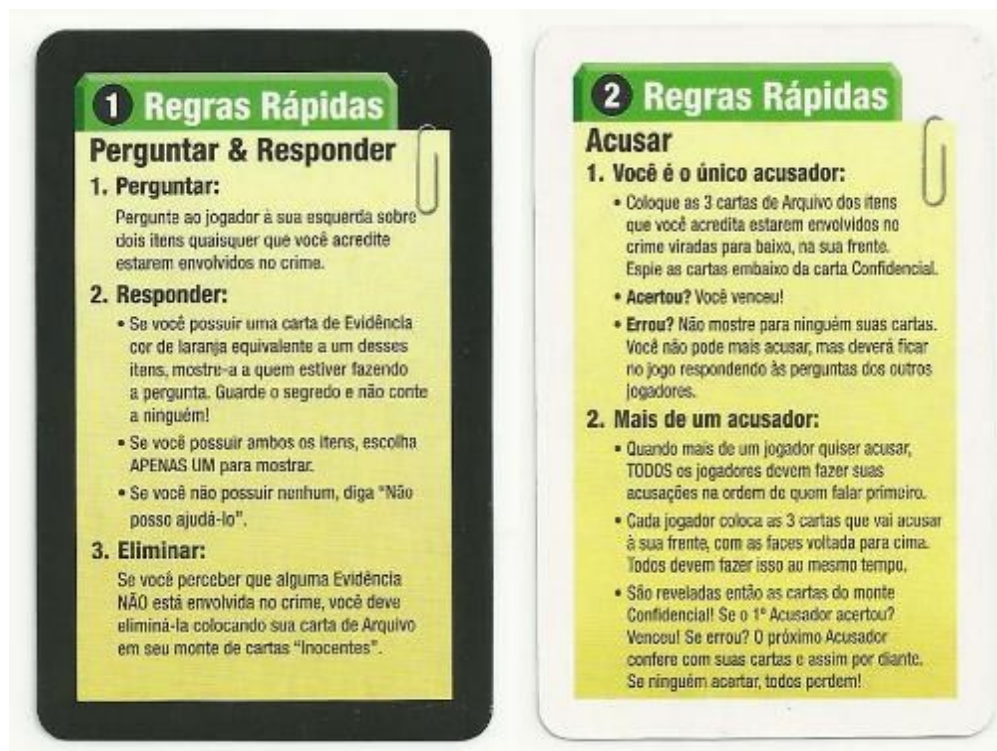 1 Regras Rápidas
Perguntar & Responder
1. Perguntar:
Pergunte ao jogador à sua esquerda sobre
dois itens quaisquer que você acredite
estarem envolvidos no crime.
2. Responder:
• Se você possuir uma carta de Evidência
cor de laranja equivalente a um desses
itens, mostre-a a quem estiver fazendo
a pergunta. Guarde o segredo e não conte
a ninguém!
• Se você possuir ambos os itens, escolha
APENAS UM para mostrar.
• Se você não possuir nenhum, diga "Não
posso ajudá-lo".
3. Eliminar:
Se você perceber que alguma Evidência
NÃO está envolvida no crime, você deve
eliminá-la colocando sua carta de Arquivo
em seu monte de cartas "Inocentes".
2 Regras Rápidas
Acusar
1. Você é o único acusador:
• Coloque as 3 cartas de Arquivo dos itens
que você acredita estarem envolvidos no
crime viradas para baixo, na sua frente.
Espie as cartas embaixo da carta Confidencial.
• Acertou? Você venceu!
• Errou? Não mostre para ninguém suas cartas.
Você não pode mais acusar, mas deverá ficar
no jogo respondendo às perguntas dos outros
jogadores.
2. Mais de um acusador:
• Quando mais de um jogador quiser acusar,
TODOS os jogadores devem fazer suas
acusações na ordem de quem falar primeiro.
• Cada jogador coloca as 3 cartas que vai acusar
à sua frente, com as faces voltada para cima.
Todos devem fazer isso ao mesmo tempo.
• São reveladas então as cartas do monte
Confidencial! Se o 1º Acusador acertou?
Venceu! Se errou? O próximo Acusador
confere com suas cartas e assim por diante.
Se ninguém acertar, todos perdem!